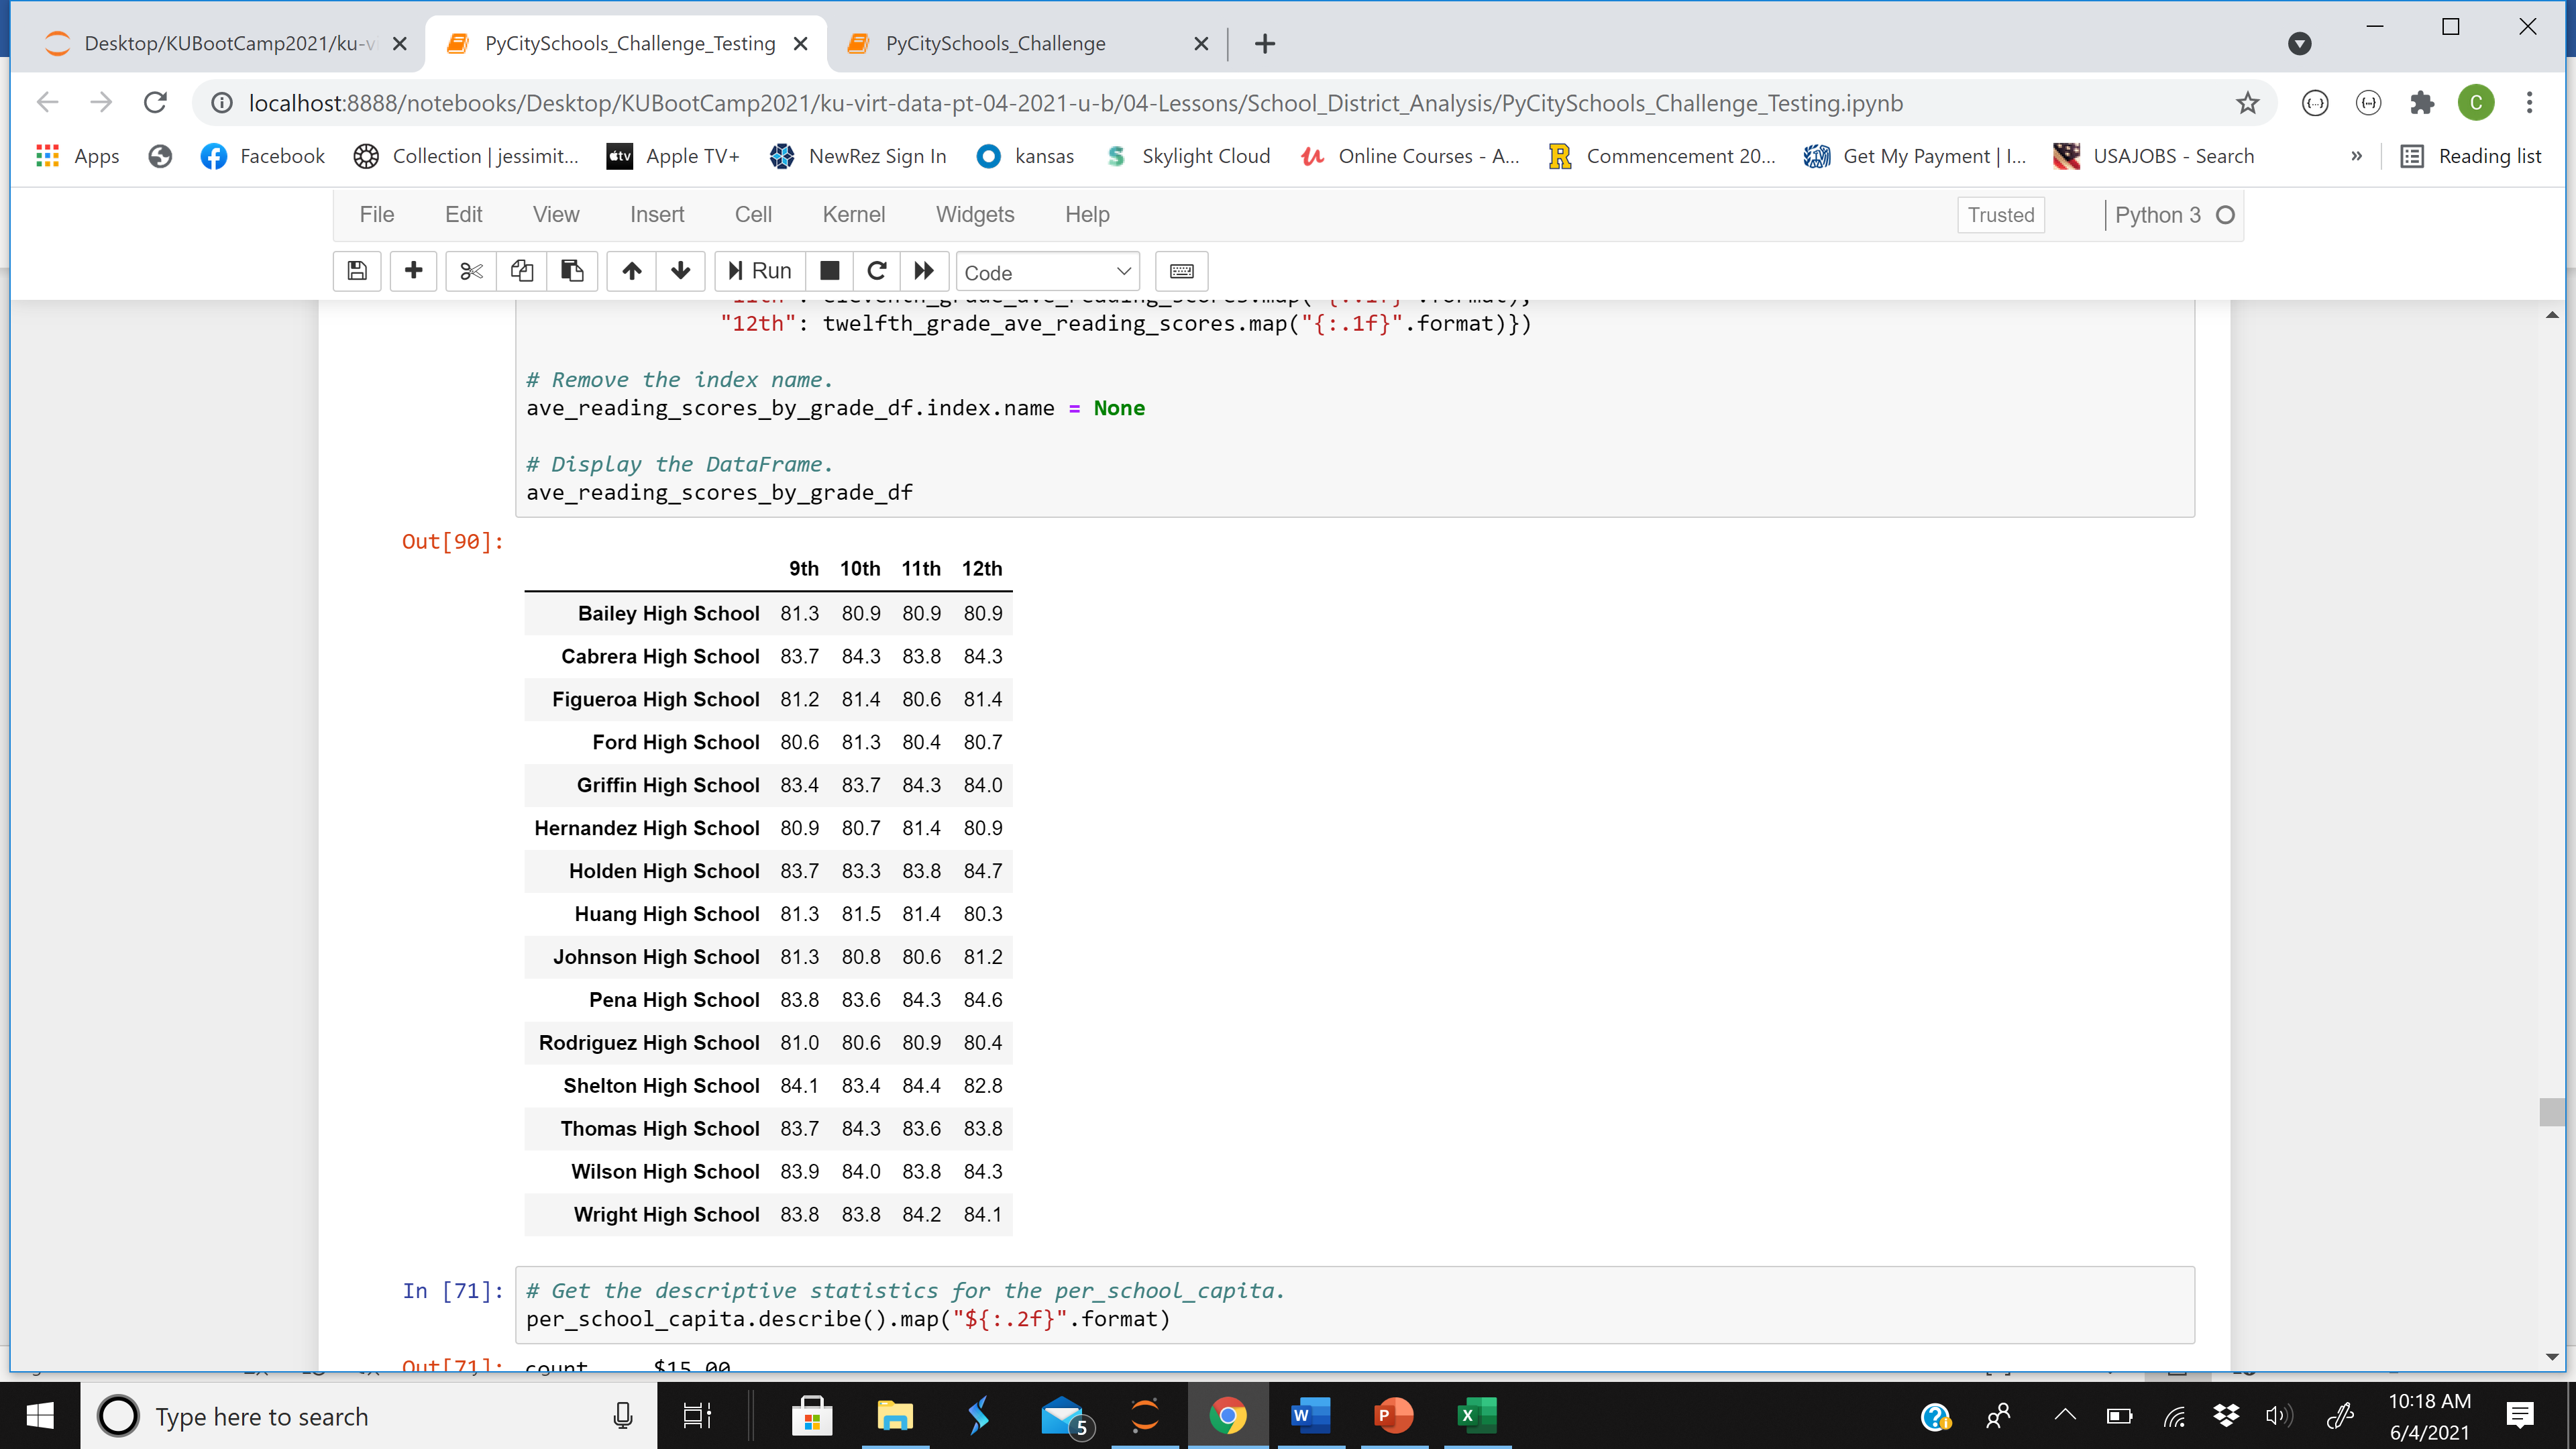 Desktop/KUBootCamp2021/ku-vi
PyCitySchools_Challenge_Testing
PyCitySchools_Challenge
localhost:8888/notebooks/Desktop/KUBootCamp2021/ku-virt-data-pt-04-2021-u-b/04-Lessons/School_District_Analysis/PyCitySchools_Challenge_Testing.ipynb
C
Apps
Facebook
Collection | jessimit...
tv Apple TV+
NewRez Sign In
kansas
Skylight Cloud
Online Courses - A...
Commencement 20...
Get My Payment | I...
USAJOBS - Search
»
Reading list
File Edit View Insert Cell Kernel Widgets Help
Trusted
Python 3
Run
Code
"12th": twelfth_grade_ave_reading_scores.map("{:.1f}".format)})
# Remove the index name.
ave_reading_scores_by_grade_df.index.name = None
# Display the DataFrame.
ave_reading_scores_by_grade_df
Out[90]:
9th 10th 11th 12th
Bailey High School 81.3 80.9 80.9 80.9
Cabrera High School 83.7 84.3 83.8 84.3
Figueroa High School 81.2 81.4 80.6 81.4
Ford High School 80.6 81.3 80.4 80.7
Griffin High School 83.4 83.7 84.3 84.0
Hernandez High School 80.9 80.7 81.4 80.9
Holden High School 83.7 83.3 83.8 84.7
Huang High School 81.3 81.5 81.4 80.3
Johnson High School 81.3 80.8 80.6 81.2
Pena High School 83.8 83.6 84.3 84.6
Rodriguez High School 81.0 80.6 80.9 80.4
Shelton High School 84.1 83.4 84.4 82.8
Thomas High School 83.7 84.3 83.6 83.8
Wilson High School 83.9 84.0 83.8 84.3
Wright High School 83.8 83.8 84.2 84.1
In [71]: # Get the descriptive statistics for the per_school_capita.
per_school_capita.describe().map("${:.2f}".format)
Out[71]: count $15.00
Type here to search
5
10:18 AM
6/4/2021